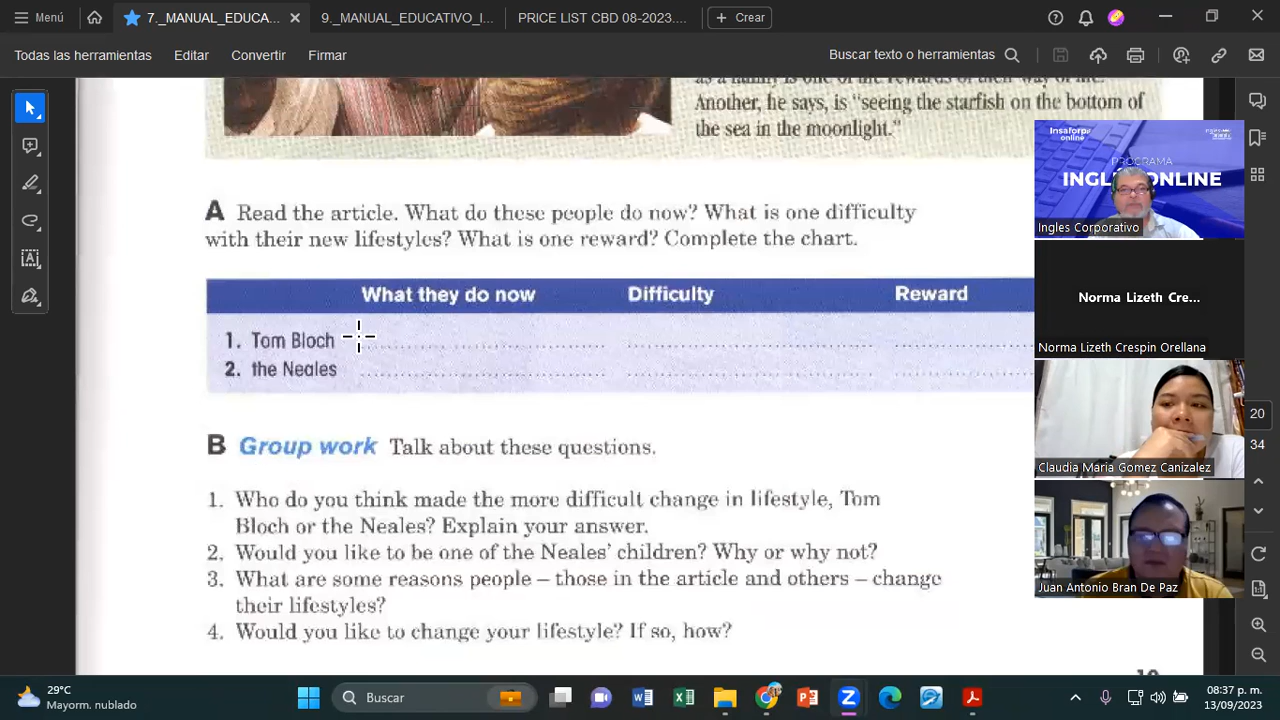 Menú
7._MANUAL_EDUCA...
9._MANUAL_EDUCATIVO_I...
PRICE LIST CBD 08-2023....
Crear
Todas las herramientas
Editar
Convertir
Firmar
Buscar texto o herramientas
as a family is one of the rewards of their way of life.
Another, he says, is “seeing the starfish on the bottom of
the sea in the moonlight.”
A Read the article. What do these people do now? What is one difficulty
with their new lifestyles? What is one reward? Complete the chart.
What they do now Difficulty Reward
1. Tom Bloch
2. the Neales
B Group work Talk about these questions.
1. Who do you think made the more difficult change in lifestyle, Tom
Bloch or the Neales? Explain your answer.
2. Would you like to be one of the Neales’ children? Why or why not?
3. What are some reasons people – those in the article and others – change
their lifestyles?
4. Would you like to change your lifestyle? If so, how?
Insaforp
online
PROGRAMA
INGLÉS ONLINE
Ingles Corporativo
Norma Lizeth Cre...
Norma Lizeth Crespin Orellana
Claudia Maria Gomez Canizalez
Juan Antonio Bran De Paz
20
34
29°C
Mayorm. nublado
Buscar
08:37 p. m.
13/09/2023